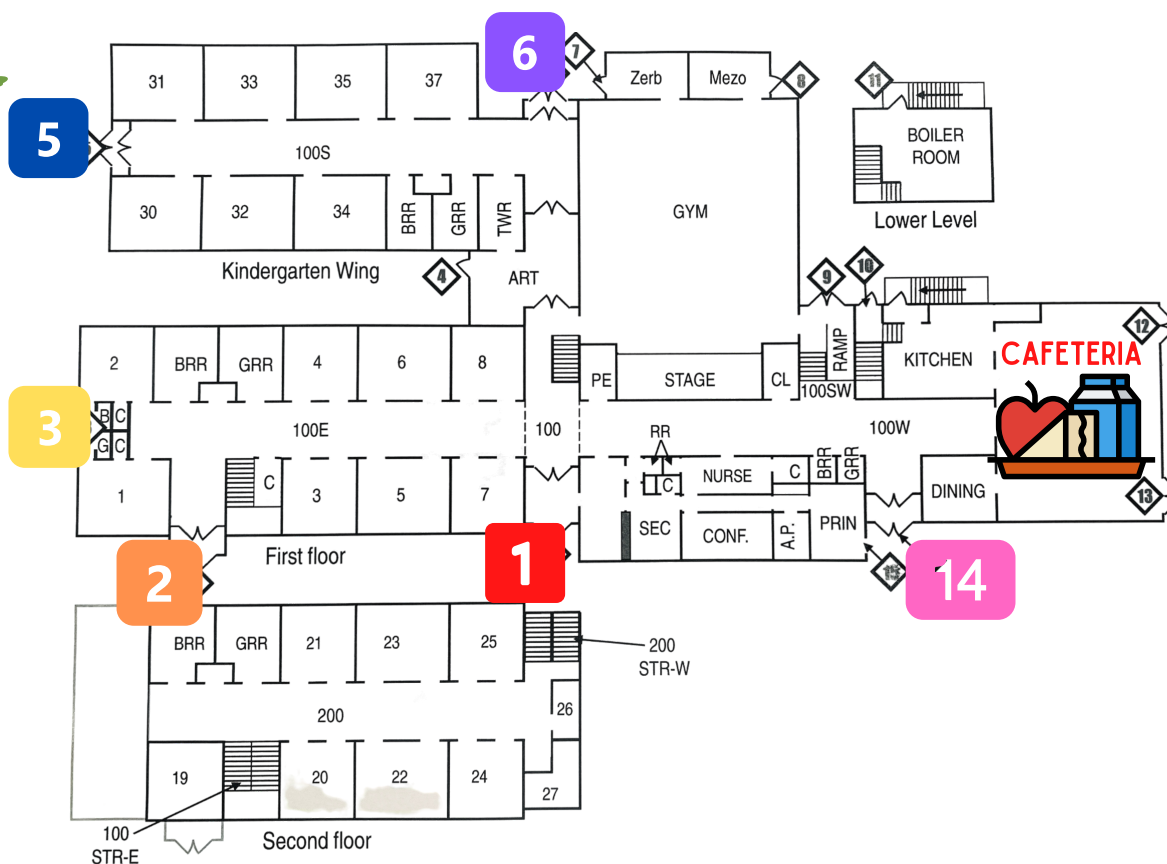 6
7
8
11
31
33
35
37
Zerb
Mezo
5
100S
BOILER
ROOM
30
32
34
BRR
GRR
TWR
GYM
Lower Level
Kindergarten Wing
4
ART
9
10
12
2
BRR
GRR
4
6
8
PE
STAGE
CL
RAMP
100SW
KITCHEN
CAFETERIA
3
B
C
G
C
100E
100
RR
100W
1
C
3
5
7
C
NURSE
C
BRR
GRR
DINING
13
SEC
CONF.
A.P.
PRIN
First floor
2
1
15
14
BRR
GRR
21
23
25
200
STR-W
26
200
19
20
22
24
27
100
STR-E
Second floor